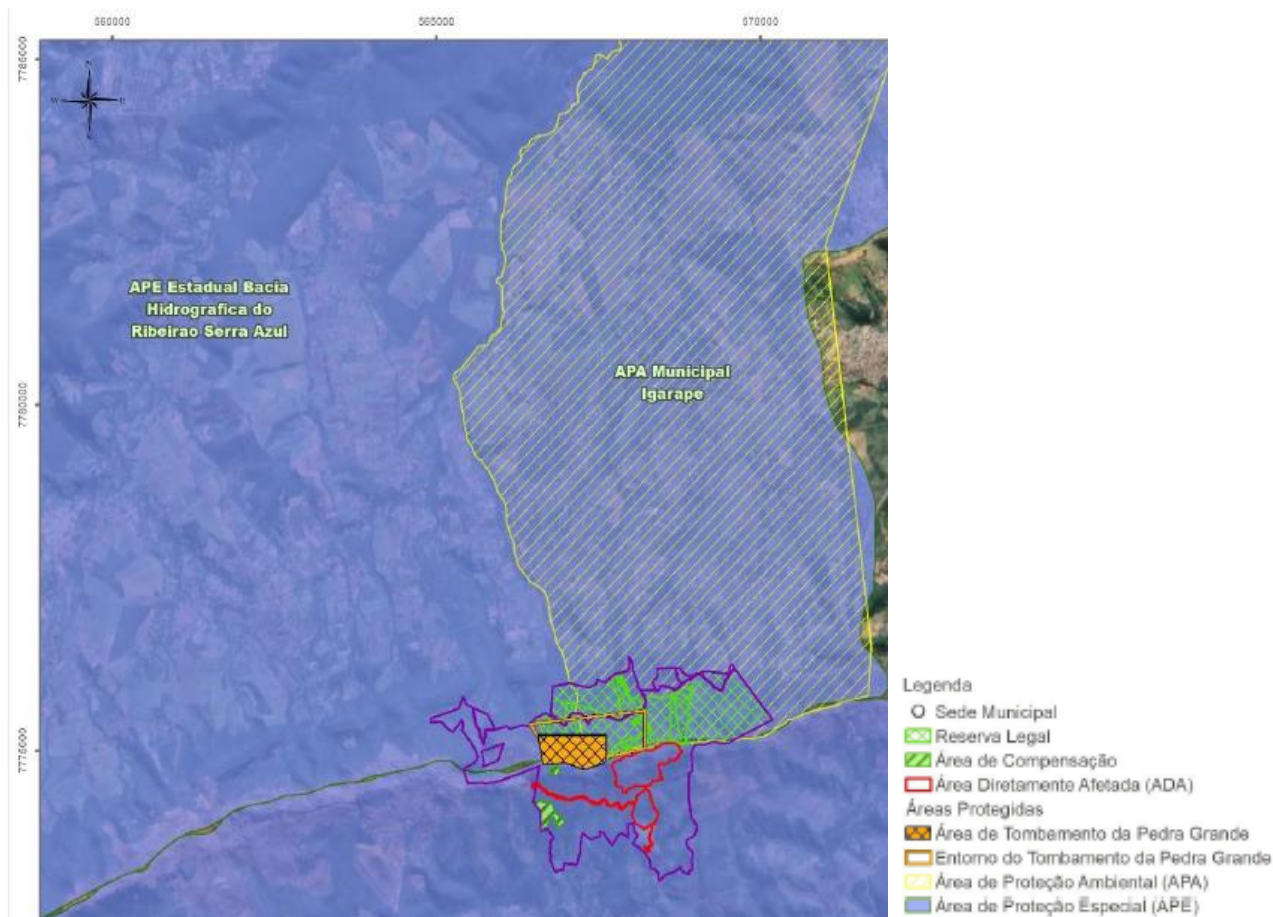 560000
565000
570000
7785000
7780000
7775000
N
W
E
APE Estadual Bacia
Hidrografica do
Ribeirao Serra Azul
APA Municipal
Igarape
Legenda
Sede Municipal
Reserva Legal
Área de Compensação
Área Diretamente Afetada (ADA)
Áreas Protegidas
Área de Tombamento da Pedra Grande
Entorno do Tombamento da Pedra Grande
Área de Proteção Ambiental (APA)
Área de Proteção Especial (APE)